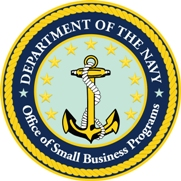 DEPARTMENT OF THE NAVY
Office of Small Business Programs